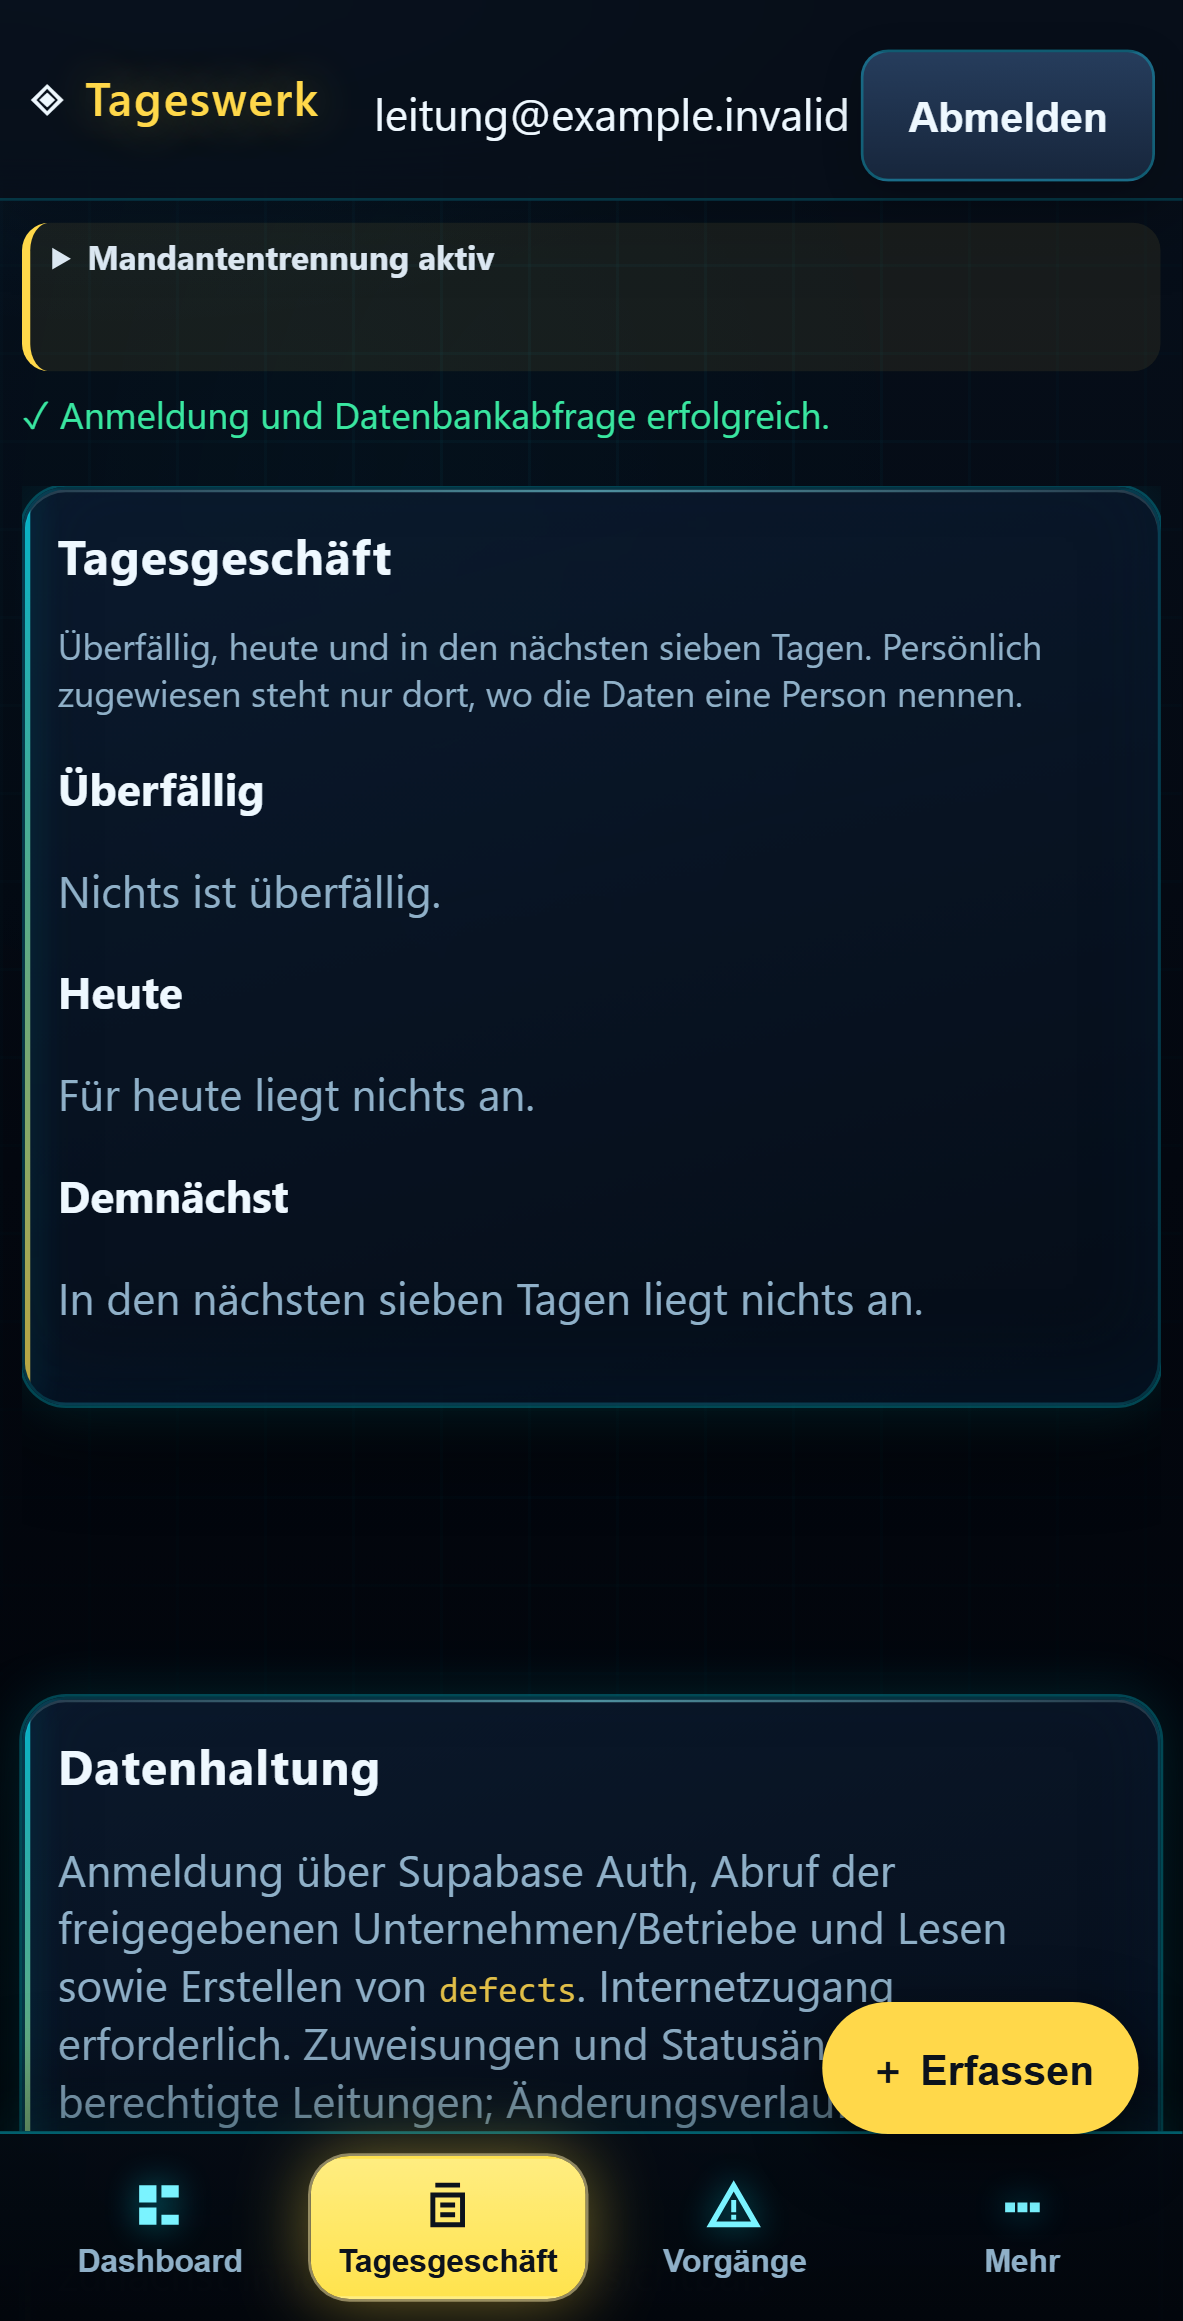 Tageswerk
leitung@example.invalid
Abmelden
Mandantentrennung aktiv
✓ Anmeldung und Datenbankabfrage erfolgreich.
Tagesgeschäft
Überfällig, heute und in den nächsten sieben Tagen. Persönlich
zugewiesen steht nur dort, wo die Daten eine Person nennen.
Überfällig
Nichts ist überfällig.
Heute
Für heute liegt nichts an.
Demnächst
In den nächsten sieben Tagen liegt nichts an.
Datenhaltung
Anmeldung über Supabase Auth, Abruf der
freigegebenen Unternehmen/Betriebe und Lesen
sowie Erstellen von defects. Internetzugang
erforderlich. Zuweisungen und
berechtigte Leitungen;
+ Erfassen
Dashboard
Tagesgeschäft
Vorgänge
Mehr